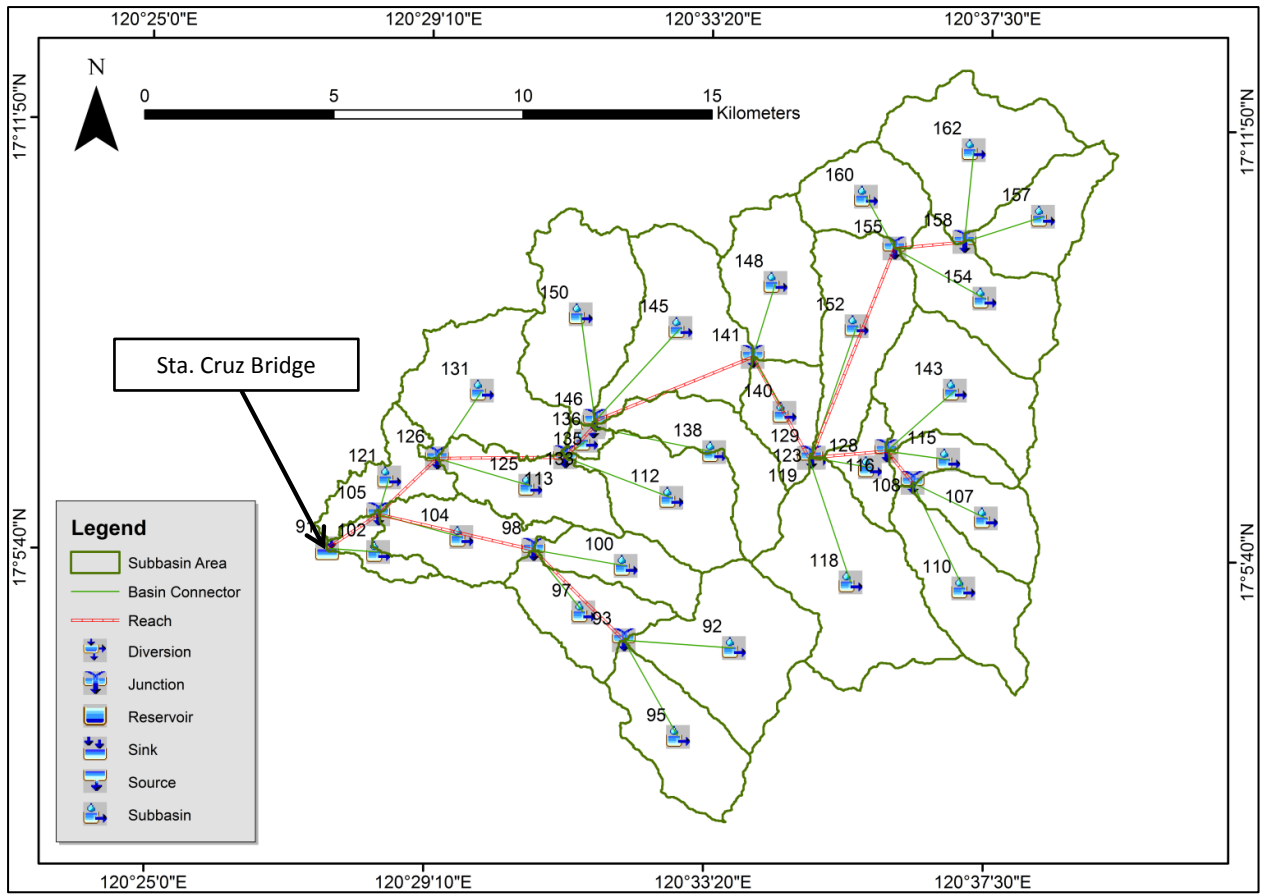 120°25'0"E
120°29'10"E
120°33'20"E
120°37'30"E
N
0
5
10
15
Kilometers
17°11'50"N
17°11'50"N
162
160
157
155
158
148
154
150
145
152
141
Sta. Cruz Bridge
131
143
140
146
136
138
129
128
115
126
135
123
133
119
116
121
125
113
112
108
107
105
104
98
91
102
100
118
110
17°5'40"N
17°5'40"N
97
93
92
95
Legend
Subbasin Area
Basin Connector
Reach
Diversion
Junction
Reservoir
Sink
Source
Subbasin
120°25'0"E
120°29'10"E
120°33'20"E
120°37'30"E